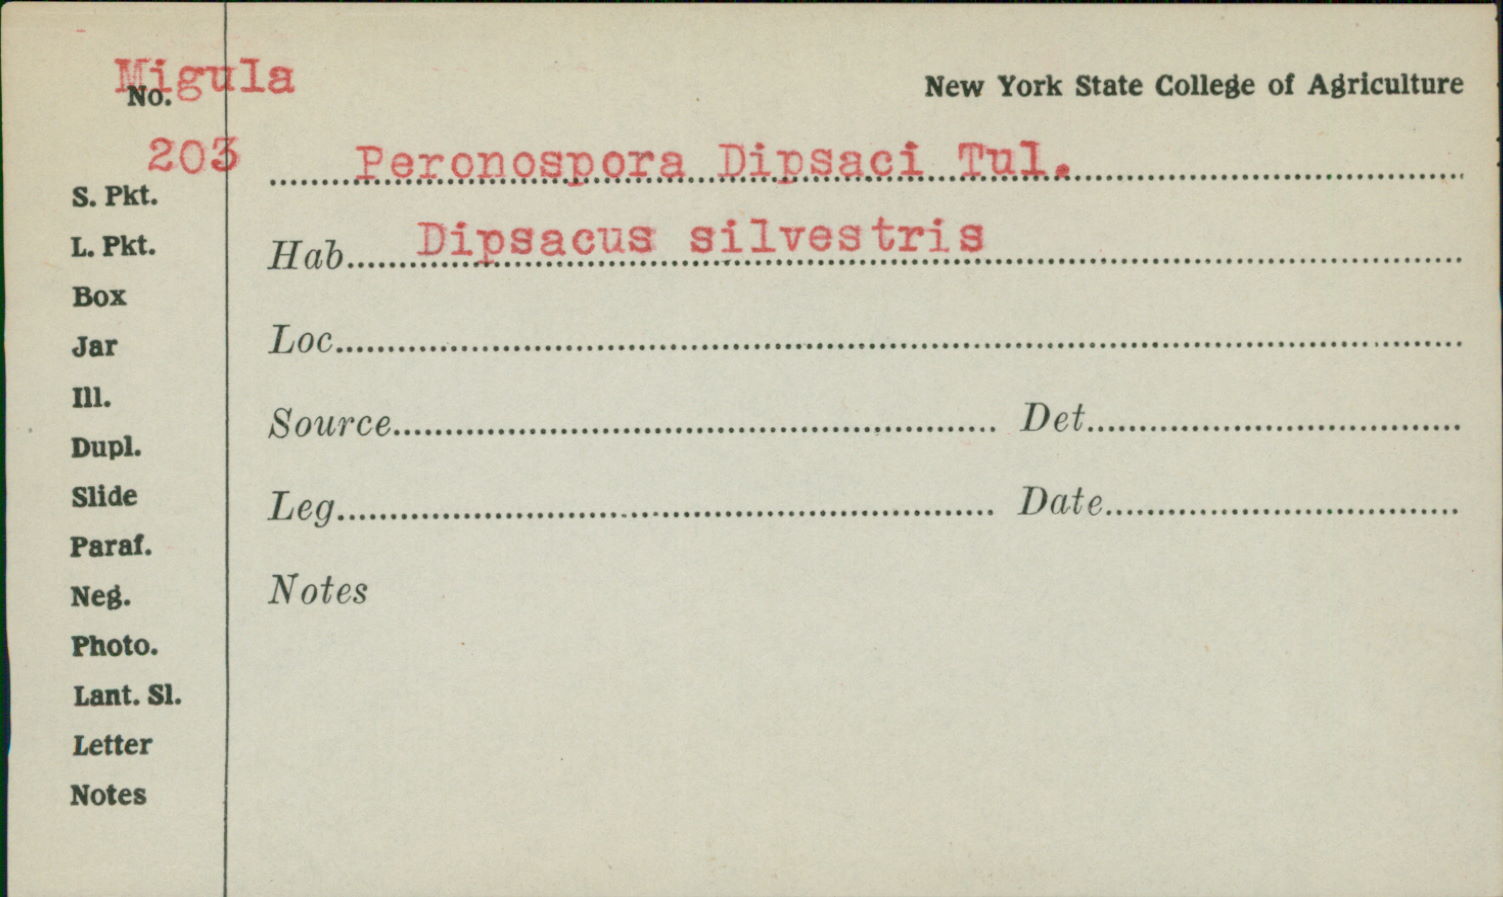 Migula
No.
New York State College of Agriculture
203
Peronospora Dipsaci Tul.
S. Pkt.
L. Pkt.
Hab. Dipsacus silvestris
Box
Jar
Loc.
Ill.
Source Det.
Dupl.
Slide
Leg. Date
Paraf.
Neg.
Notes
Photo.
Lant. Sl.
Letter
Notes